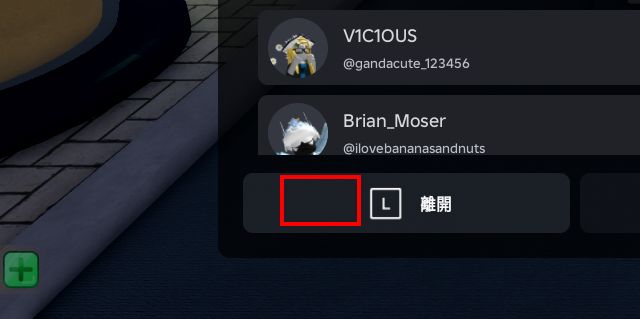 V1C1OUS
@gandacute_123456
Brian_Moser
@ilovebananasandnuts
L 離開